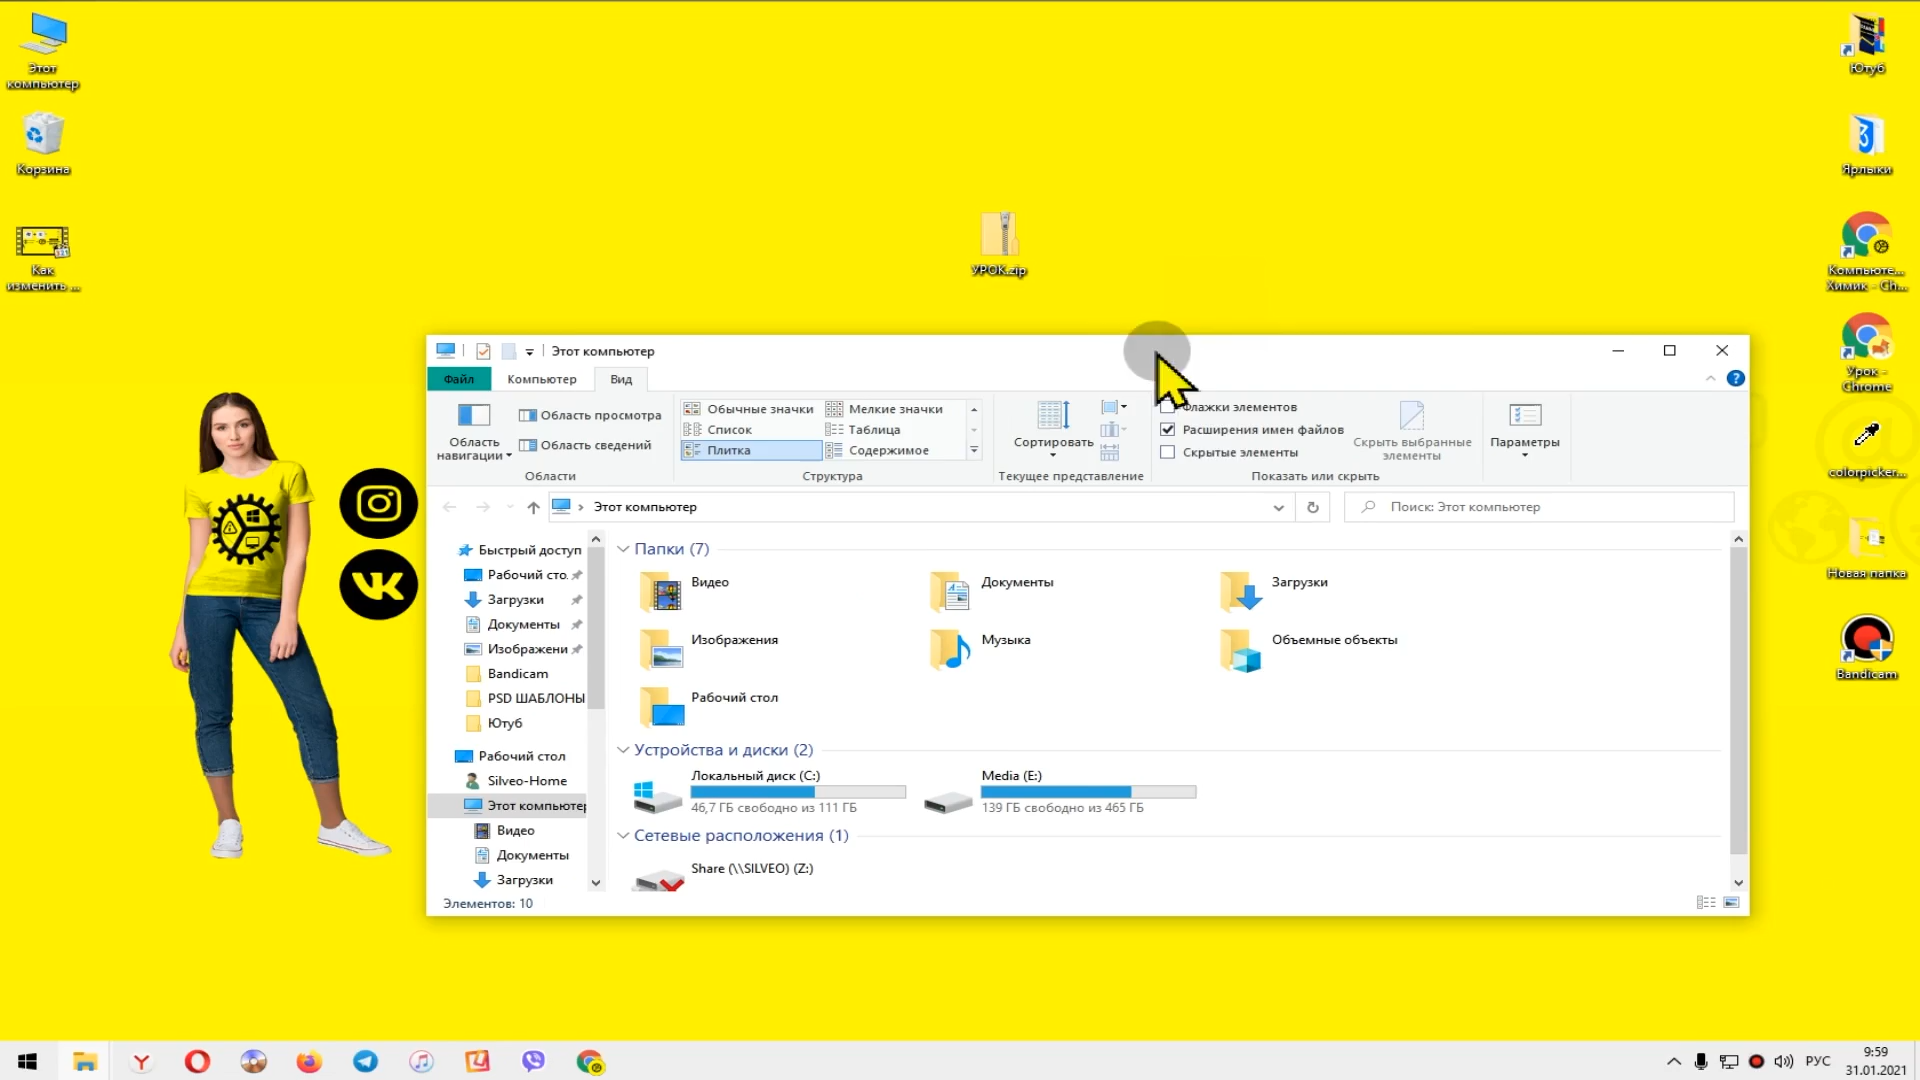 Этот
компьютер
Корзина
Как
изменить ...
УРОК.zip
Ютуб
Ярлыки
Компьюте...
Химик - Ch...
Урок -
Chrome
colorpicker...
Новая папка
Bandicam
Этот компьютер
Файл
Компьютер
Вид
Область
навигации
Область просмотра
Область сведений
Области
Обычные значки
Мелкие значки
Список
Таблица
Плитка
Содержимое
Структура
Сортировать
Текущее представление
Флажки элементов
Расширения имен файлов
Скрытые элементы
Скрыть выбранные
элементы
Показать или скрыть
Параметры
Этот компьютер
Поиск: Этот компьютер
Быстрый доступ
Рабочий сто.
Загрузки
Документы
Изображени
Bandicam
PSD ШАБЛОНЫ
Ютуб
Рабочий стол
Silveo-Home
Этот компьютер
Видео
Документы
Загрузки
Папки (7)
Видео
Документы
Загрузки
Изображения
Музыка
Объемные объекты
Рабочий стол
Устройства и диски (2)
Локальный диск (C:)
46,7 ГБ свободно из 111 ГБ
Media (E:)
139 ГБ свободно из 465 ГБ
Сетевые расположения (1)
Share (\\SILVEO) (Z:)
Элементов: 10
РУС
9:59
31.01.2021